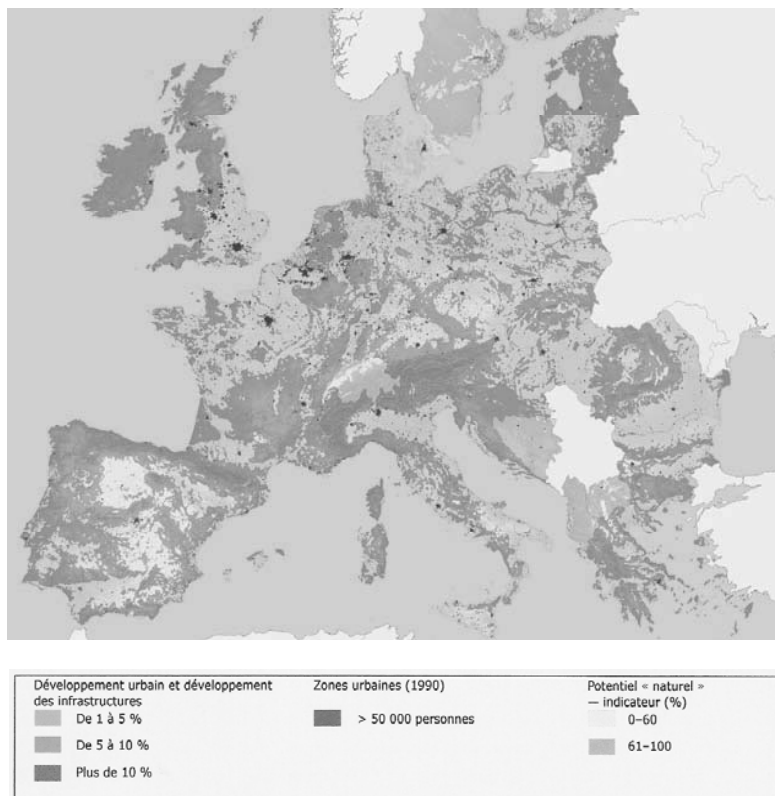 Développement urbain et développement
des infrastructures
De 1 à 5 %
De 5 à 10 %
Plus de 10 %
Zones urbaines (1990)
> 50 000 personnes
Potentiel « naturel »
— indicateur (%)
0–60
61–100